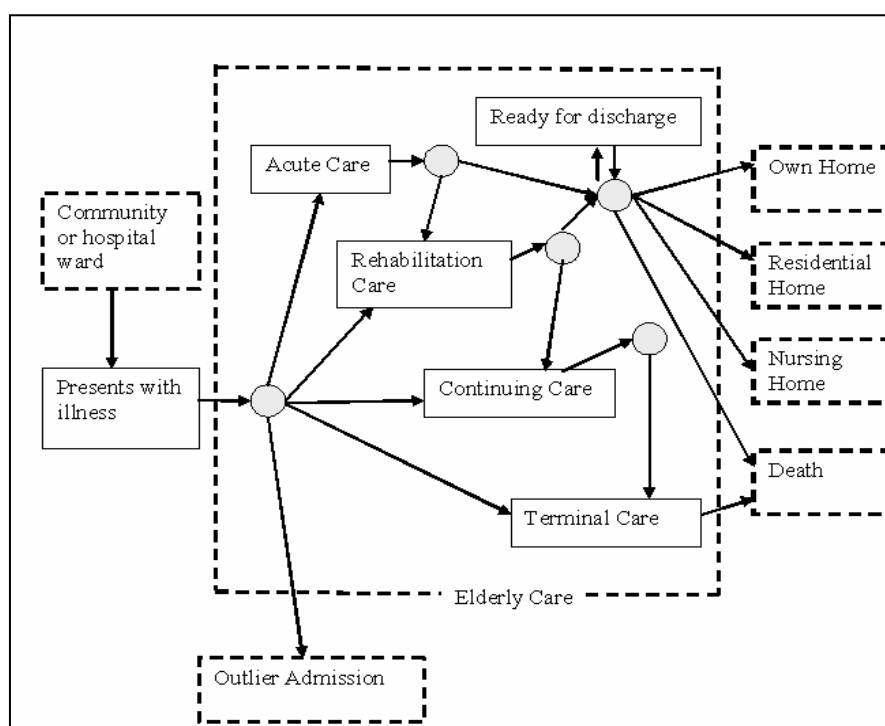 Ready for discharge
Acute Care
Own Home
Community
or hospital
ward
Rehabilitation
Care
Residential
Home
Presents with
illness
Continuing Care
Nursing
Home
Death
Terminal Care
Elderly Care
Outlier Admission